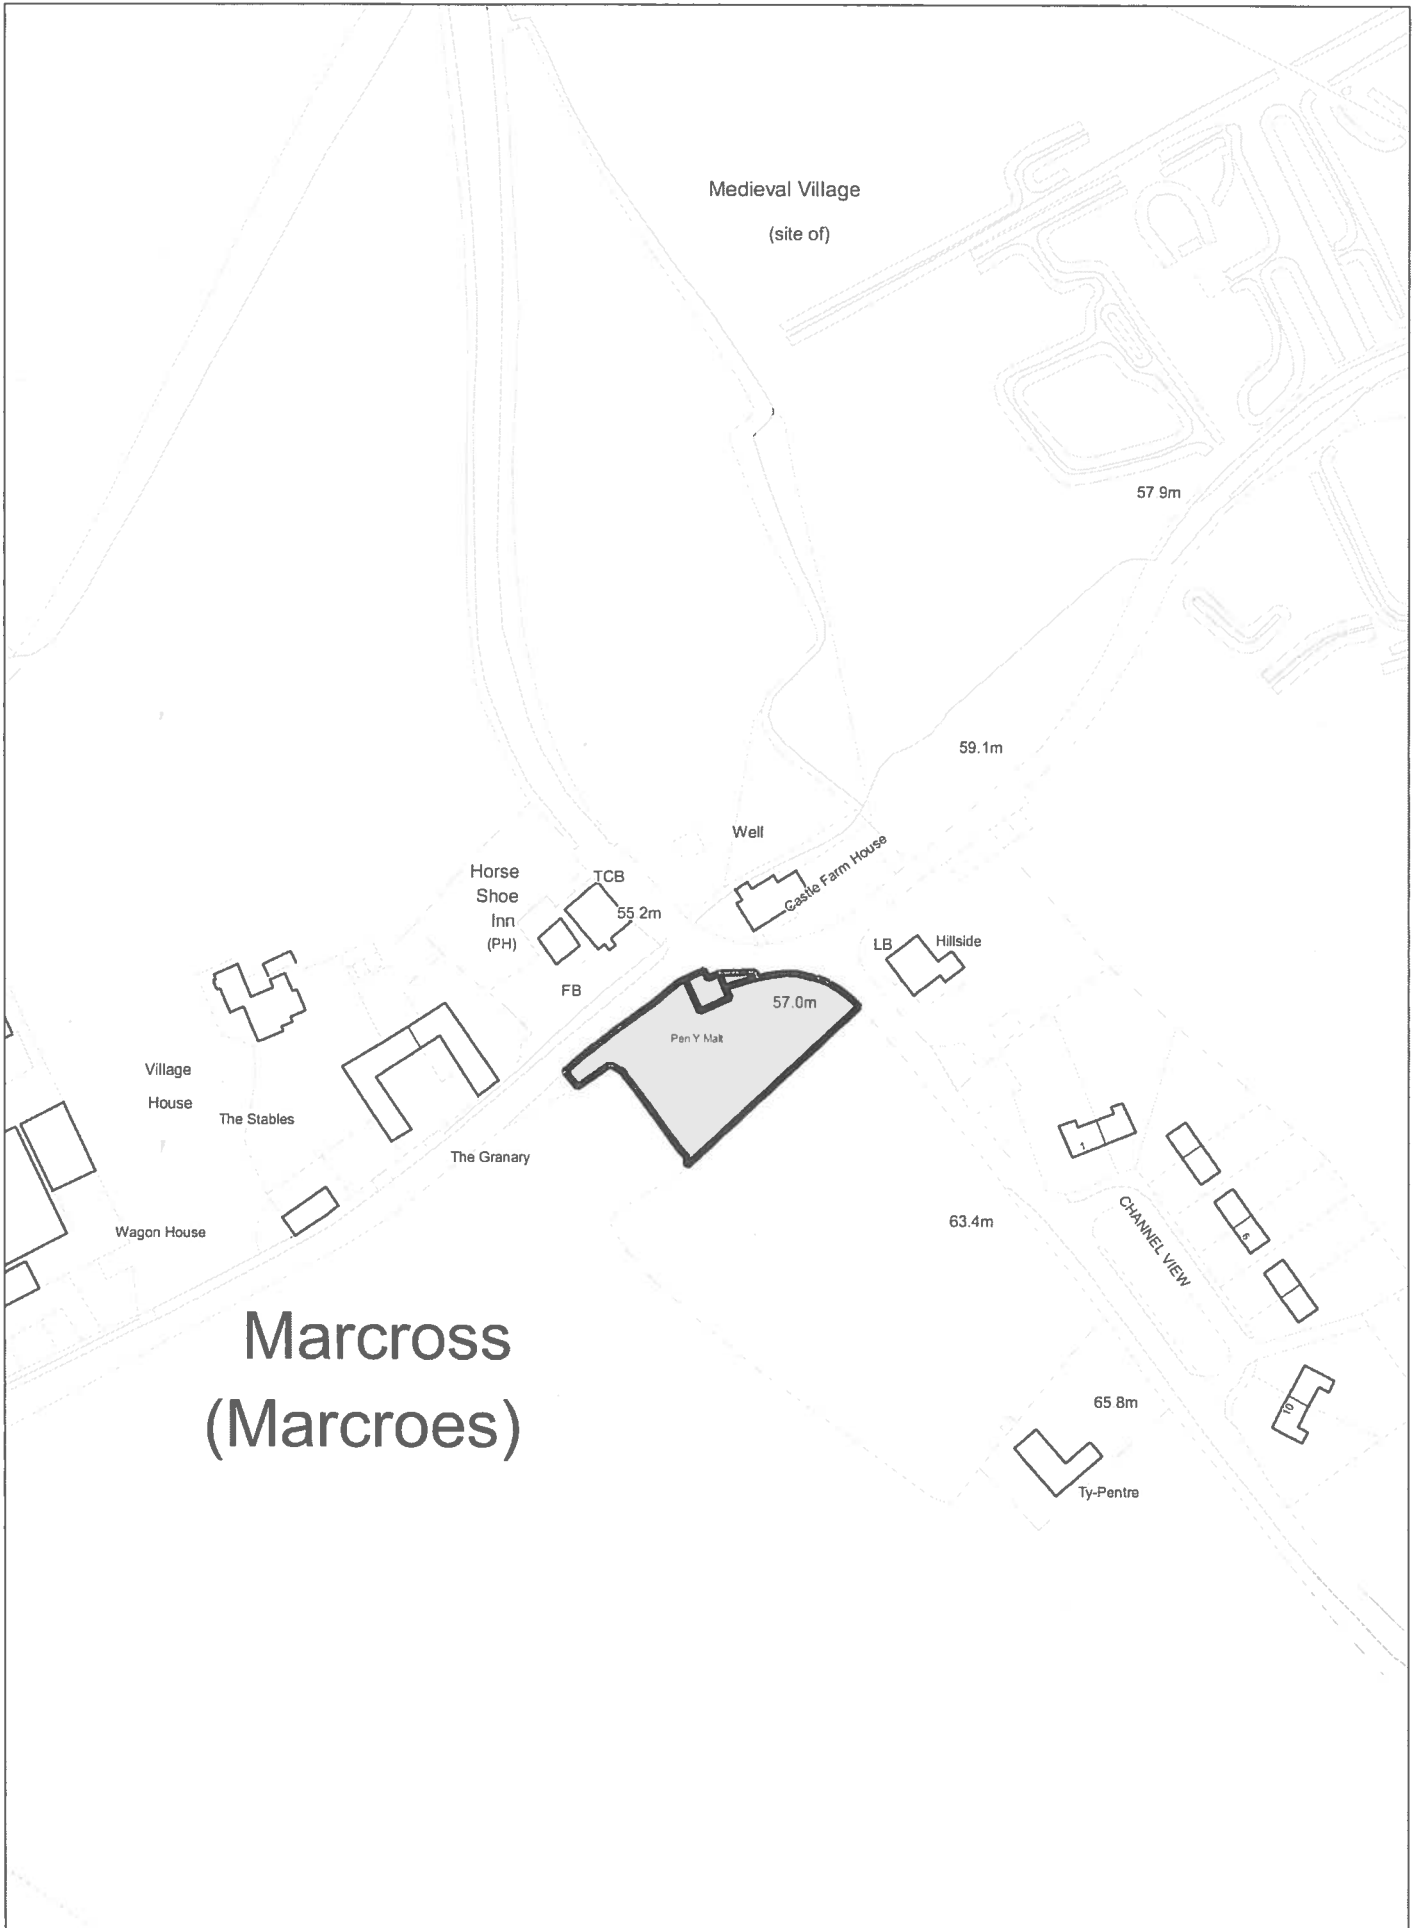 Medieval Village
(site of)
57 9m
59.1m
Well
Castle Farm House
Horse
Shoe
Inn
(PH)
TCB
55 2m
LB
Hillside
FB
57.0m
Pen Y Malt
Village
House
The Stables
The Granary
1
Wagon House
63.4m
CHANNEL VIEW
6
Marcross
(Marcroes)
65 8m
10
Ty-Pentre